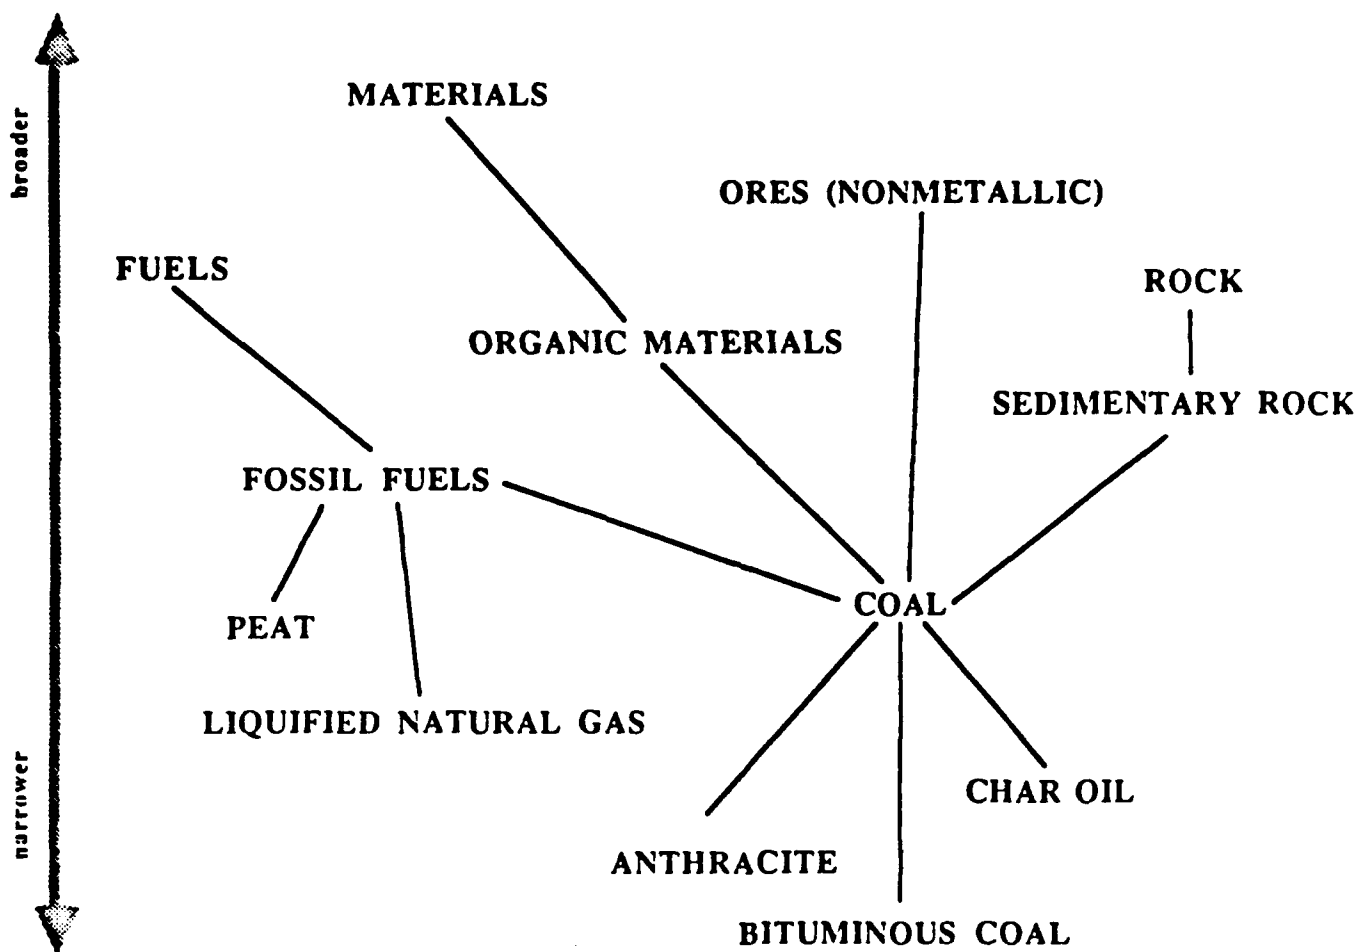 broader
MATERIALS
ORES (NONMETALLIC)
FUELS
ROCK
ORGANIC MATERIALS
SEDIMENTARY ROCK
FOSSIL FUELS
COAL
PEAT
LIQUIFIED NATURAL GAS
narrower
CHAR OIL
ANTHRACITE
BITUMINOUS COAL